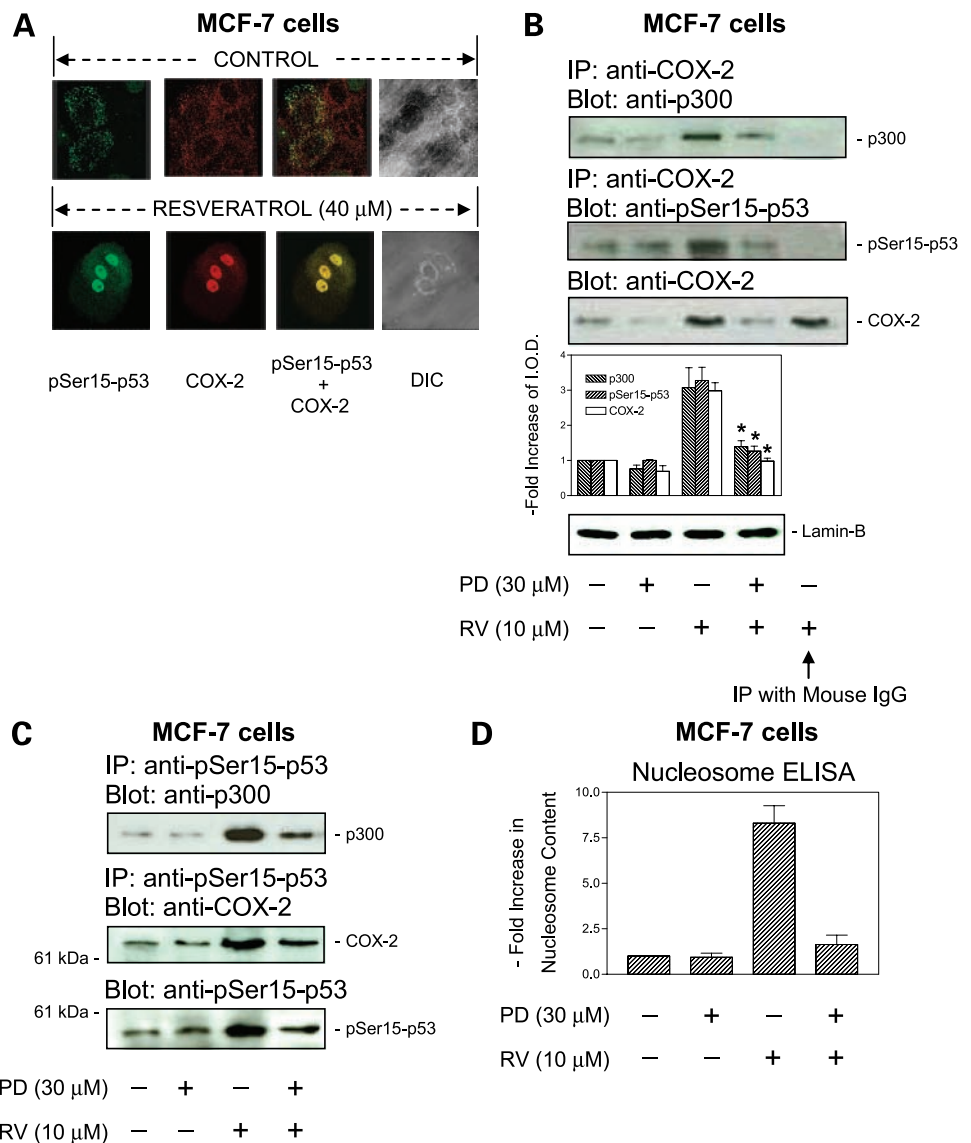 A
MCF-7 cells
CONTROL
RESVERATROL (40 μM)
pSer15-p53
COX-2
pSer15-p53
+
COX-2
DIC
B
MCF-7 cells
IP: anti-COX-2
Blot: anti-p300
- p300
IP: anti-COX-2
Blot: anti-pSer15-p53
- pSer15-p53
Blot: anti-COX-2
- COX-2
-Fold Increase of I.O.D.
4
3
2
1
0
p300
pSer15-p53
COX-2
* * *
- Lamin-B
PD (30 μM) − + − + −
RV (10 μM) − − + + +
IP with Mouse IgG
C
MCF-7 cells
IP: anti-pSer15-p53
Blot: anti-p300
- p300
IP: anti-pSer15-p53
Blot: anti-COX-2
- COX-2
61 kDa -
Blot: anti-pSer15-p53
61 kDa -
- pSer15-p53
PD (30 μM) − + − +
RV (10 μM) − − + +
D
MCF-7 cells
Nucleosome ELISA
- Fold Increase in
Nucleosome Content
10.0
7.5
5.0
2.5
0.0
PD (30 μM) − + − +
RV (10 μM) − − + +